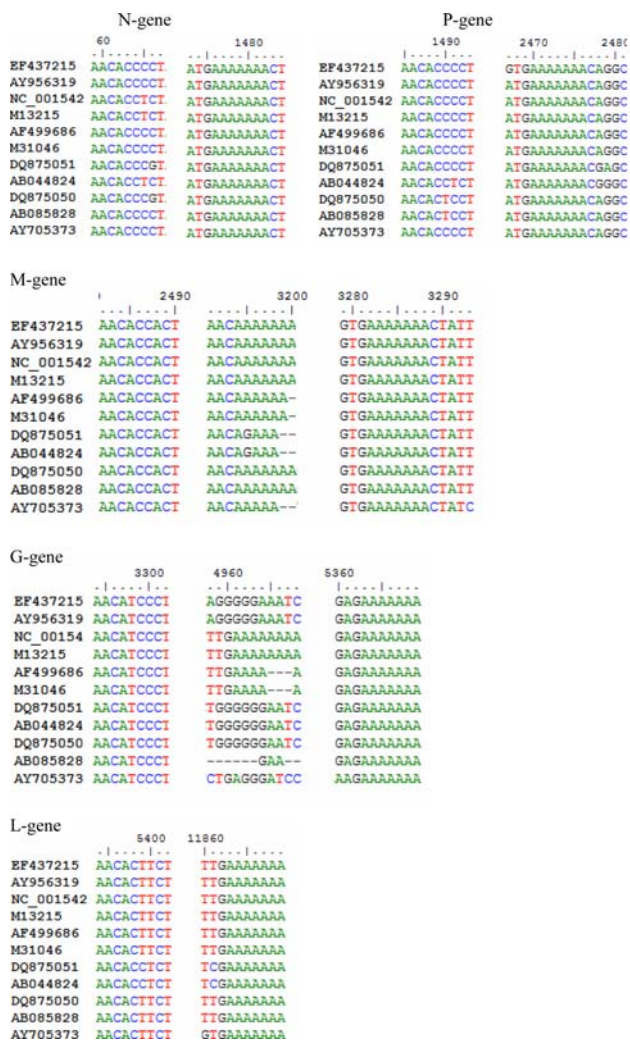 N-gene P-gene
60 1480 1490 2470 2480
EF437215 AACACCCCT ATGAAAAAAACT EF437215 AACACCCCT GTGAAAAAAACAGGC
AY956319 AACACCCCT ATGAAAAAAACT AY956319 AACACCCCT ATGAAAAAAACAGGC
NC_001542 AACACCTCT ATGAAAAAAACT NC_001542 AACACCCCT ATGAAAAAAACAGGC
M13215 AACACCTCT ATGAAAAAAACT M13215 AACACCCCT ATGAAAAAAACAGGC
AF499686 AACACCCCT ATGAAAAAAACT AF499686 AACACCCCT ATGAAAAAAACAGGC
M31046 AACACCCCT ATGAAAAAAACT M31046 AACACCCCT ATGAAAAAAACAGGC
DQ875051 AACACCCGT ATGAAAAAAACT DQ875051 AACACCCCT ATGAAAAAAACGAGC
AB044824 AACACCTCT ATGAAAAAAACT AB044824 AACACCTCT ATGAAAAAAACGGGC
DQ875050 AACACCCGT ATGAAAAAAACT DQ875050 AACACTCCT ATGAAAAAAACAGGC
AB085828 AACACCCCT ATGAAAAAAACT AB085828 AACACTCCT ATGAAAAAAACAGGC
AY705373 AACACCCCT ATGAAAAAAACT AY705373 AACACCCCT ATGAAAAAAACAGGC
M-gene
2490 3200 3280 3290
EF437215 AACACCACT AACAAAAAAA GTGAAAAAAACTATT
AY956319 AACACCACT AACAAAAAAA GTGAAAAAAACTATT
NC_001542 AACACCACT AACAAAAAAA GTGAAAAAAACTATT
M13215 AACACCACT AACAAAAAAA GTGAAAAAAACTATT
AF499686 AACACCACT AACAAAAAA- GTGAAAAAAACTATT
M31046 AACACCACT AACAAAAAA- GTGAAAAAAACTATT
DQ875051 AACACCACT AACAGAAA-- GTGAAAAAAACTATT
AB044824 AACACCACT AACAGAAA-- GTGAAAAAAACTATT
DQ875050 AACACCACT AACAAAAAAA GTGAAAAAAACTATT
AB085828 AACACCACT AACAAAAAAA GTGAAAAAAACTATT
AY705373 AACACCACT AACAAAAA-- GTGAAAAAAACTATC
G-gene
3300 4960 5360
EF437215 AACATCCCT AGGGGGAAATC GAGAAAAAAA
AY956319 AACATCCCT AGGGGGAAATC GAGAAAAAAA
NC_00154 AACATCCCT TTGAAAAAAAA GAGAAAAAAA
M13215 AACATCCCT TTGAAAAAAAA GAGAAAAAAA
AF499686 AACATCCCT TTGAAAA---A GAGAAAAAAA
M31046 AACATCCCT TTGAAAA---A GAGAAAAAAA
DQ875051 AACATCCCT TGGGGGGAATC GAGAAAAAAA
AB044824 AACATCCCT TGGGGGGAATC GAGAAAAAAA
DQ875050 AACATCCCT TGGGGGGAATC GAGAAAAAAA
AB085828 AACATCCCT ------GAA-- GAGAAAAAAA
AY705373 AACATCCCT CTGAGGGATCC AAGAAAAAAA
L-gene
5400 11860
EF437215 AACACTTCT TTGAAAAAAA
AY956319 AACACTTCT TTGAAAAAAA
NC_001542 AACACTTCT TTGAAAAAAA
M13215 AACACTTCT TTGAAAAAAA
AF499686 AACACTTCT TTGAAAAAAA
M31046 AACACTTCT TTGAAAAAAA
DQ875051 AACACCTCT TCGAAAAAAA
AB044824 AACACCTCT TCGAAAAAAA
DQ875050 AACACTTCT TTGAAAAAAA
AB085828 AACACTTCT TTGAAAAAAA
AY705373 AACACTTCT GTGAAAAAAA